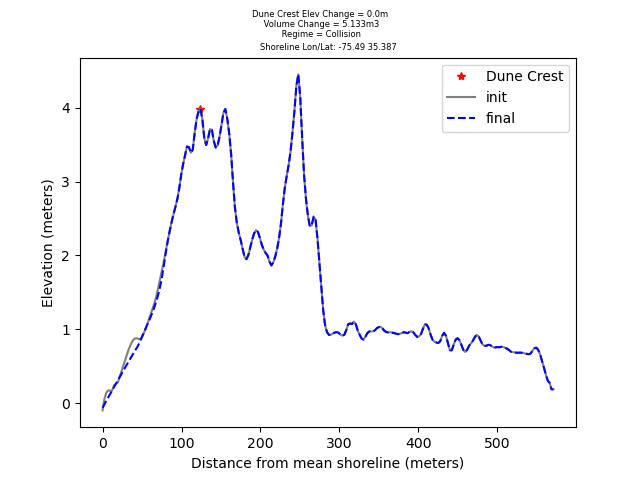 Dune Crest Elev Change = 0.0m
Volume Change = 5.133m3
Regime = Collision
Shoreline Lon/Lat: -75.49 35.387
Dune Crest
init
final
4
3
2
1
0
Elevation (meters)
0 100 200 300 400 500
Distance from mean shoreline (meters)